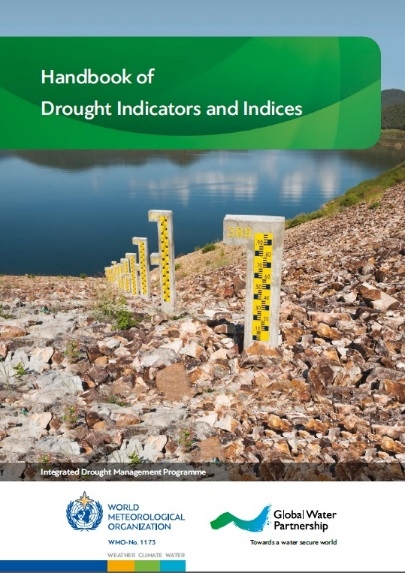 Handbook of
Drought Indicators and Indices
388
Integrated Drought Management Programme
WORLD
METEOROLOGICAL
ORGANIZATION
WMO-No. 1173
WEATHER CLIMATE WATER
Global Water
Partnership
Towards a water secure world